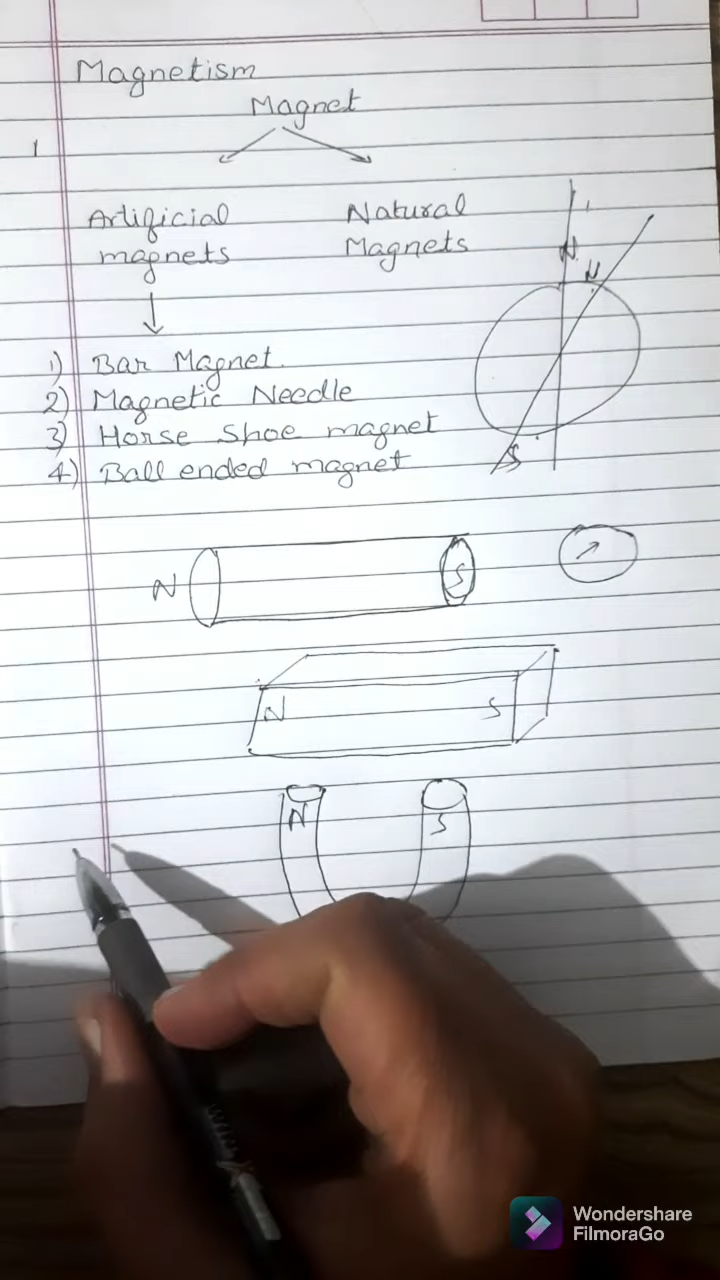 Magnetism
Magnet
1
Artificial magnets
Natural Magnets
1) Bar Magnet.
2) Magnetic Needle
3) Horse Shoe magnet
4) Ball ended magnet
N
N
S
N
S
N
S
N
S
Wondershare
FilmoraGo